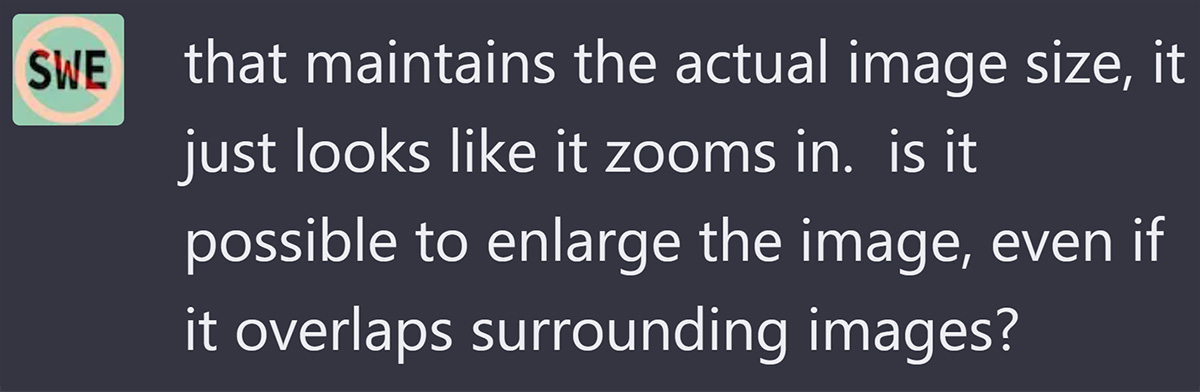 SWE
that maintains the actual image size, it
just looks like it zooms in.  is it
possible to enlarge the image, even if
it overlaps surrounding images?